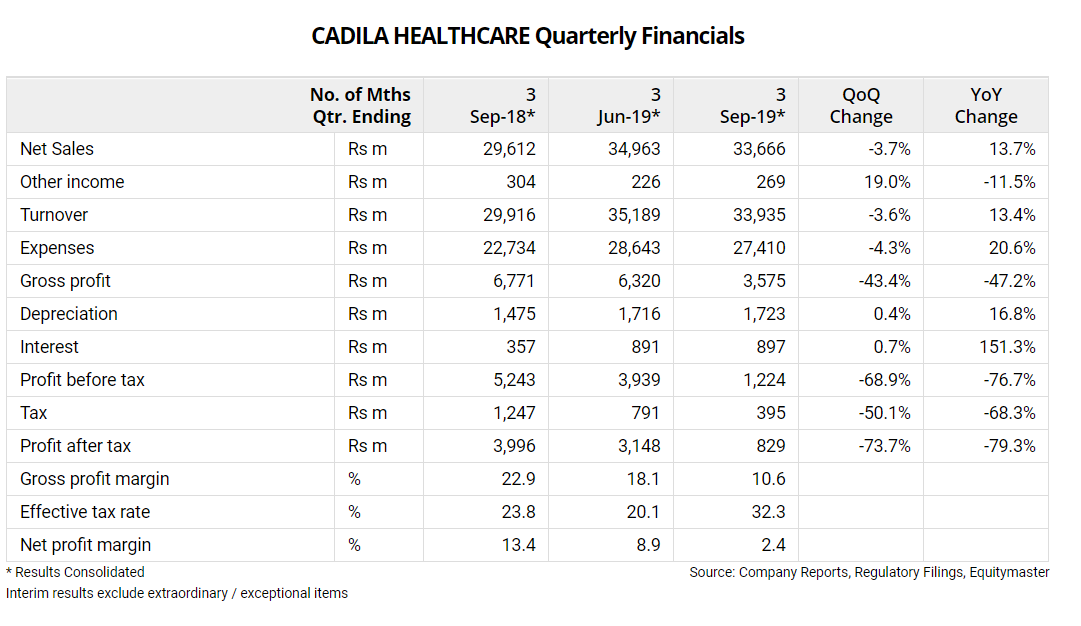 CADILA HEALTHCARE Quarterly Financials
No. of Mths 3 3 3 QoQ YoY
Qtr. Ending Sep-18* Jun-19* Sep-19* Change Change
Net Sales Rs m 29,612 34,963 33,666 -3.7% 13.7%
Other income Rs m 304 226 269 19.0% -11.5%
Turnover Rs m 29,916 35,189 33,935 -3.6% 13.4%
Expenses Rs m 22,734 28,643 27,410 -4.3% 20.6%
Gross profit Rs m 6,771 6,320 3,575 -43.4% -47.2%
Depreciation Rs m 1,475 1,716 1,723 0.4% 16.8%
Interest Rs m 357 891 897 0.7% 151.3%
Profit before tax Rs m 5,243 3,939 1,224 -68.9% -76.7%
Tax Rs m 1,247 791 395 -50.1% -68.3%
Profit after tax Rs m 3,996 3,148 829 -73.7% -79.3%
Gross profit margin % 22.9 18.1 10.6
Effective tax rate % 23.8 20.1 32.3
Net profit margin % 13.4 8.9 2.4
* Results Consolidated Source: Company Reports, Regulatory Filings, Equitymaster
Interim results exclude extraordinary / exceptional items